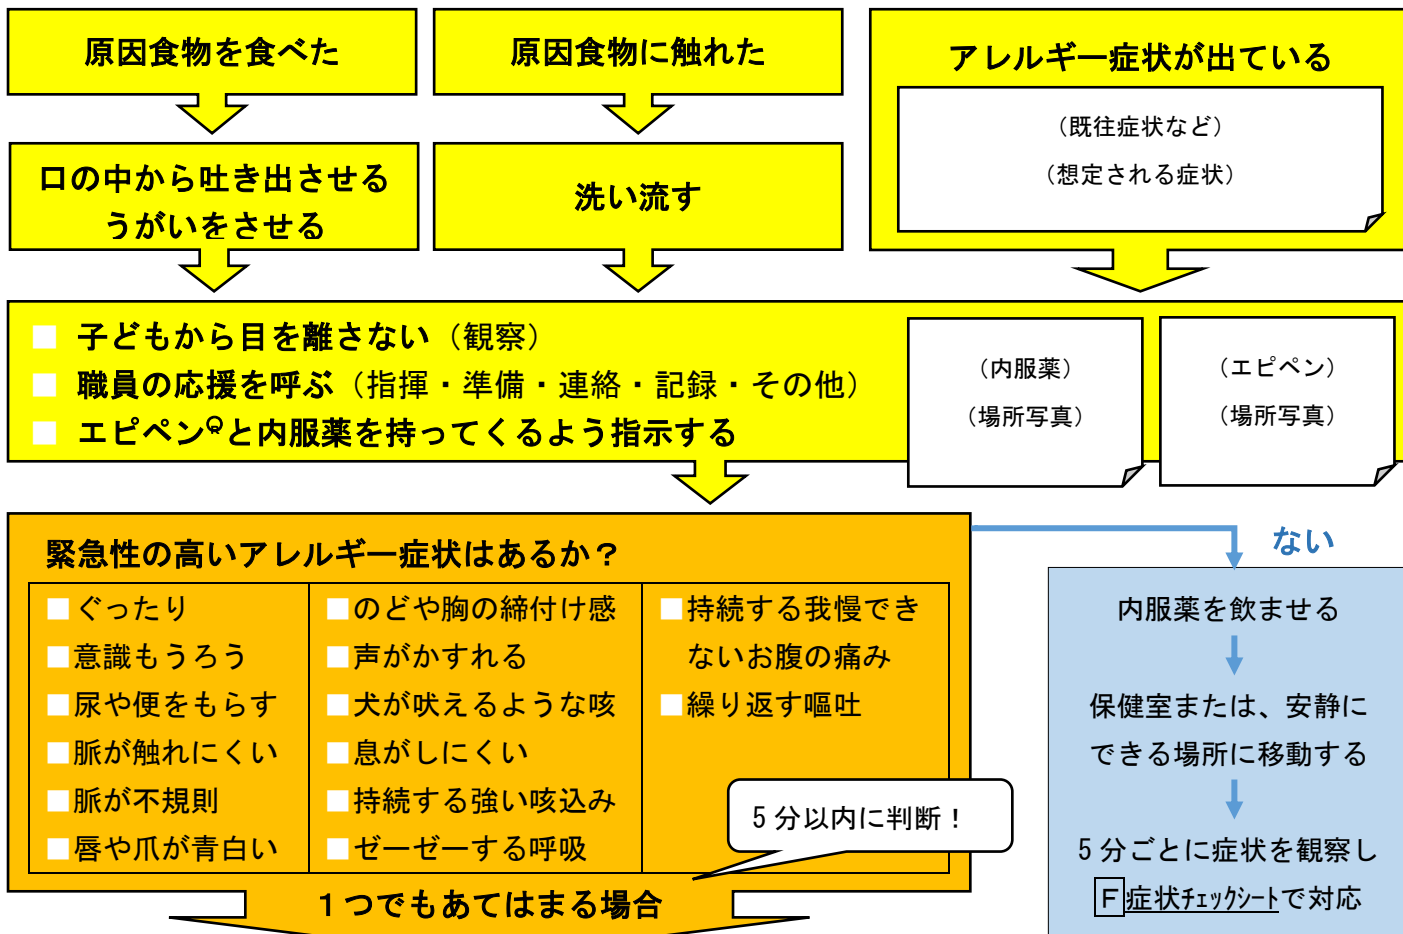 原因食物を食べた
原因食物に触れた
アレルギー症状が出ている
（既往症状など）
（想定される症状）
口の中から吐き出させる
うがいをさせる
洗い流す
子どもから目を離さない（観察）
職員の応援を呼ぶ（指揮・準備・連絡・記録・その他）
エピペン®と内服薬を持ってくるよう指示する
（内服薬）
（場所写真）
（エピペン）
（場所写真）
緊急性の高いアレルギー症状はあるか？
ぐったり
意識もうろう
尿や便をもらす
脈が触れにくい
脈が不規則
唇や爪が青白い
のどや胸の締付け感
声がかすれる
犬が吠えるような咳
息がしにくい
持続する強い咳込み
ゼーゼーする呼吸
持続する我慢でき
ないお腹の痛み
繰り返す嘔吐
5分以内に判断！
１つでもあてはまる場合
ない
内服薬を飲ませる
保健室または、安静に
できる場所に移動する
5分ごとに症状を観察し
F症状ﾁｪｯｸｼｰﾄで対応